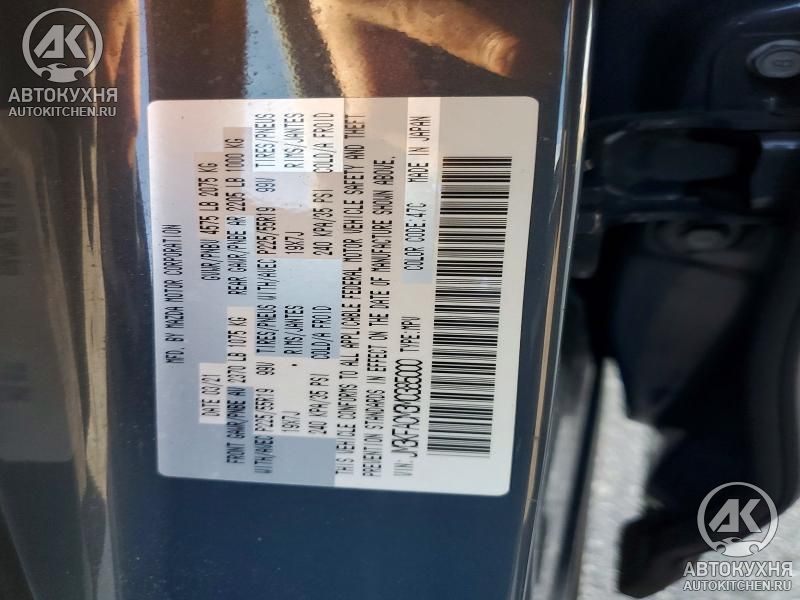 АК
АВТОКУХНЯ
AUTOKITCHEN.RU
MFD. BY MAZDA MOTOR CORPORATION
DATE 03/21 GVWR/PNBV 4575 LB 2075 KG
FRONT GAWR/PNBE AV 2370 LB 1075 KG REAR GAWR/PNBE AR 2205 LB 1000 KG
WITH/AVEC P225/55R19 99V TIRES/PNEUS WITH/AVEC P225/55R19 99V TIRES/PNEUS
19X7J RIMS/JANTES 19X7J RIMS/JANTES
240 KPA/35 PSI COLD/A FROID 240 KPA/35 PSI COLD/A FROID
THIS VEHICLE CONFORMS TO ALL APPLICABLE FEDERAL MOTOR VEHICLE SAFETY AND THEFT
PREVENTION STANDARDS IN EFFECT ON THE DATE OF MANUFACTURE SHOWN ABOVE.
VIN: TYPE:MPV COLOR CODE:47C MADE IN JAPAN
АК
АВТОКУХНЯ
AUTOKITCHEN.RU